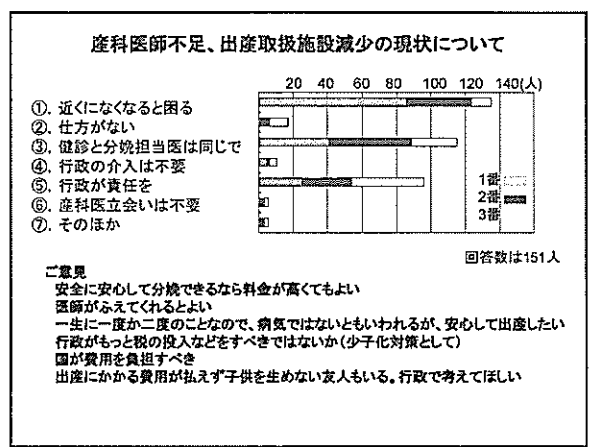 産科医師不足、出産取扱施設減少の現状について
20 40 60 80 100 120 140(人)
①. 近くになくなると困る
②. 仕方がない
③. 健診と分娩担当医は同じで
④. 行政の介入は不要
⑤. 行政が責任を
⑥. 産科医立会いは不要
⑦. そのほか
1番
2番
3番
回答数は151人
ご意見
安全に安心して分娩できるなら料金が高くてもよい
医師がふえてくれるとよい
一生に一度か二度のことなので、病気ではないともいわれるが、安心して出産したい
行政がもっと税の投入などをすべきではないか(少子化対策として)
国が費用を負担すべき
出産にかかる費用が払えず子供を生めない友人もいる。行政で考えてほしい